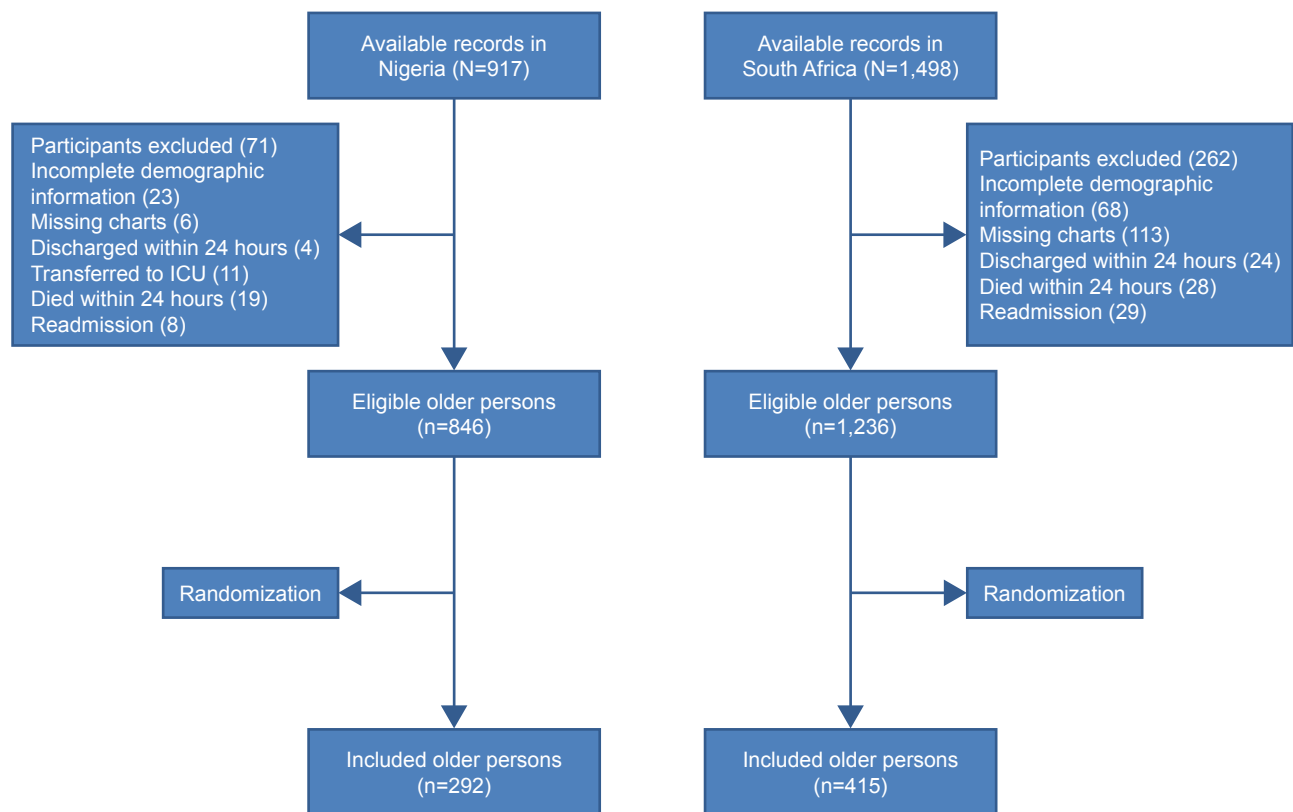 Available records in
Nigeria (N=917)
Available records in
South Africa (N=1,498)
Participants excluded (71)
Incomplete demographic
information (23)
Missing charts (6)
Discharged within 24 hours (4)
Transferred to ICU (11)
Died within 24 hours (19)
Readmission (8)
Participants excluded (262)
Incomplete demographic
information (68)
Missing charts (113)
Discharged within 24 hours (24)
Died within 24 hours (28)
Readmission (29)
Eligible older persons
(n=846)
Eligible older persons
(n=1,236)
Randomization
Randomization
Included older persons
(n=292)
Included older persons
(n=415)